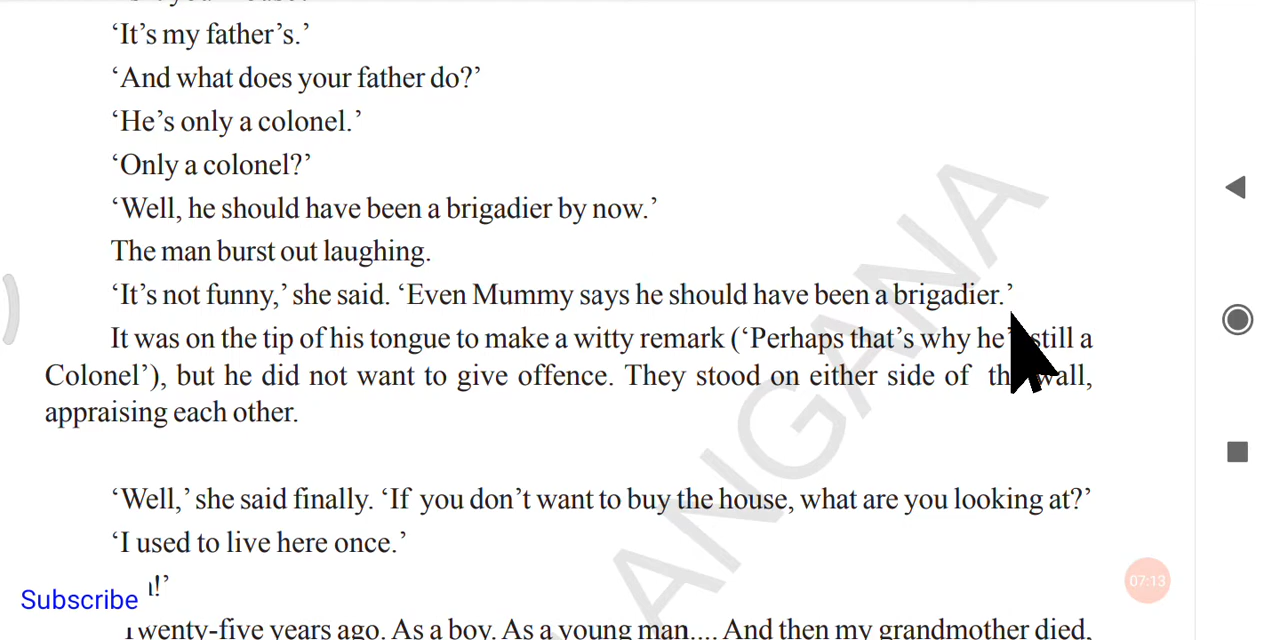 ‘It’s my father’s.’
‘And what does your father do?’
‘He’s only a colonel.’
‘Only a colonel?’
‘Well, he should have been a brigadier by now.’
The man burst out laughing.
‘It’s not funny,’ she said. ‘Even Mummy says he should have been a brigadier.’
It was on the tip of his tongue to make a witty remark (‘Perhaps that’s why he still a
Colonel’), but he did not want to give offence. They stood on either side of wall,
appraising each other.
‘Well,’ she said finally. ‘If you don’t want to buy the house, what are you looking at?’
‘I used to live here once.’
Subscribe
Twenty-five years ago. As a boy. As a young man.... And then my grandmother died,
ANGANA
07:13